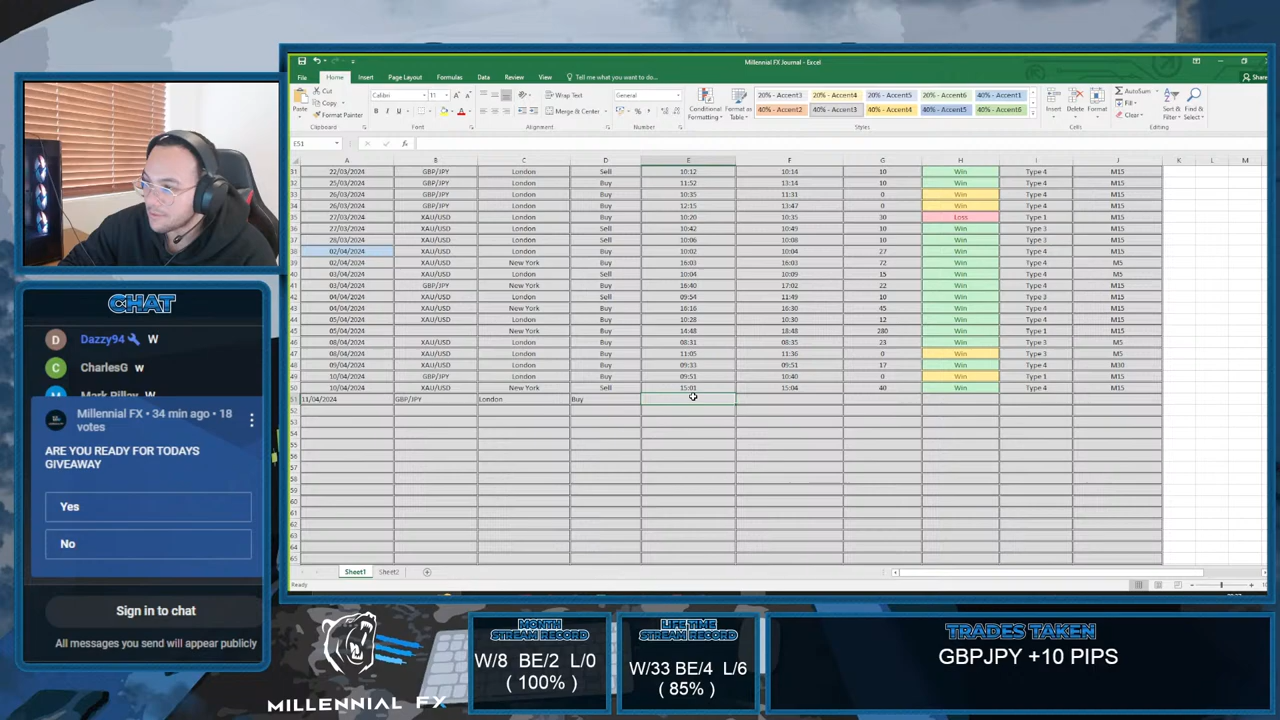 Millennial FX Journal - Excel
File Home Insert Page Layout Formulas Data Review View Tell me what you want to do... Share
Paste Cut Copy Format Painter Clipboard
Calibri 11 Font
Wrap Text Merge & Center Alignment
General Number
Conditional Formatting Format as Table
20% - Accent3 20% - Accent4 20% - Accent5 20% - Accent6 40% - Accent1
40% - Accent2 40% - Accent3 40% - Accent4 40% - Accent5 40% - Accent6
Styles
Insert Delete Format Cells
AutoSum Fill Clear Sort & Filter Find & Select Editing
E51 fx
A B C D E F G H I J K L M
31 22/03/2024 GBP/JPY London Sell 10:12 10:14 10 Win Type 4 M15
32 25/03/2024 GBP/JPY London Buy 11:52 13:14 10 Win Type 4 M15
33 26/03/2024 GBP/JPY London Buy 10:35 11:31 0 Win Type 4 M15
34 26/03/2024 GBP/JPY London Buy 12:15 13:47 0 Win Type 4 M15
35 27/03/2024 XAU/USD London Buy 10:20 10:35 30 Loss Type 1 M15
36 27/03/2024 XAU/USD London Sell 10:42 10:49 10 Win Type 3 M15
37 28/03/2024 XAU/USD London Sell 10:06 10:08 10 Win Type 3 M15
38 02/04/2024 XAU/USD London Buy 10:02 10:04 27 Win Type 4 M15
39 02/04/2024 XAU/USD New York Buy 16:03 16:03 72 Win Type 4 M5
40 03/04/2024 XAU/USD London Sell 10:04 10:09 15 Win Type 4 M5
41 03/04/2024 GBP/JPY New York Buy 16:40 17:02 22 Win Type 4 M15
42 04/04/2024 XAU/USD London Sell 09:54 11:49 10 Win Type 3 M15
43 04/04/2024 XAU/USD New York Buy 16:16 16:30 45 Win Type 4 M15
44 05/04/2024 XAU/USD London Buy 10:28 10:30 12 Win Type 4 M15
45 05/04/2024 New York Buy 14:48 18:48 280 Win Type 1 M15
46 08/04/2024 XAU/USD London Buy 08:31 08:35 23 Win Type 3 M5
47 08/04/2024 XAU/USD London Buy 11:05 11:36 0 Win Type 3 M5
48 09/04/2024 XAU/USD London Buy 09:33 09:51 17 Win Type 4 M30
49 10/04/2024 GBP/JPY London Buy 09:51 10:40 0 Win Type 1 M15
50 10/04/2024 XAU/USD New York Sell 15:01 15:04 40 Win Type 4 M15
51 11/04/2024 GBP/JPY London Buy
52
53
54
55
56
57
58
59
60
61
62
63
64
65
Sheet1 Sheet2
Ready
CHAT
D Dazzy94 W
C CharlesG w
Mark Pillay
Millennial FX • 34 min ago • 18
votes
ARE YOU READY FOR TODAYS
GIVEAWAY
Yes
No
Sign in to chat
All messages you send will appear publicly
MILLENNIAL FX
MONTH
STREAM RECORD
W/8 BE/2 L/0
( 100% )
LIFE TIME
STREAM RECORD
W/33 BE/4 L/6
( 85% )
TRADES TAKEN
GBPJPY +10 PIPS